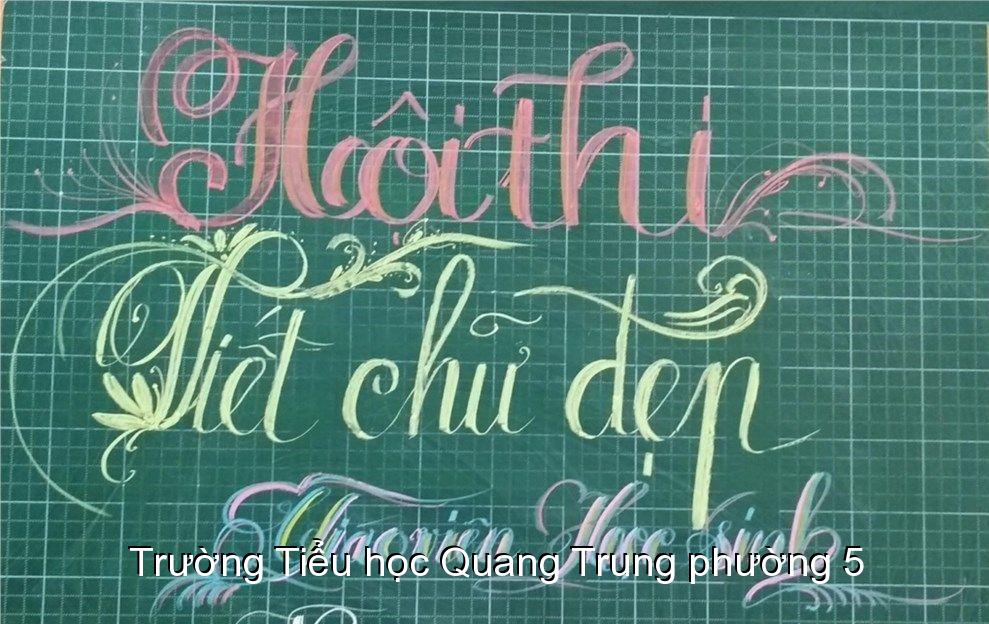 Hội thi
Viết chữ đẹp
Giáo viên Học sinh
Trường Tiểu học Quang Trung phường 5